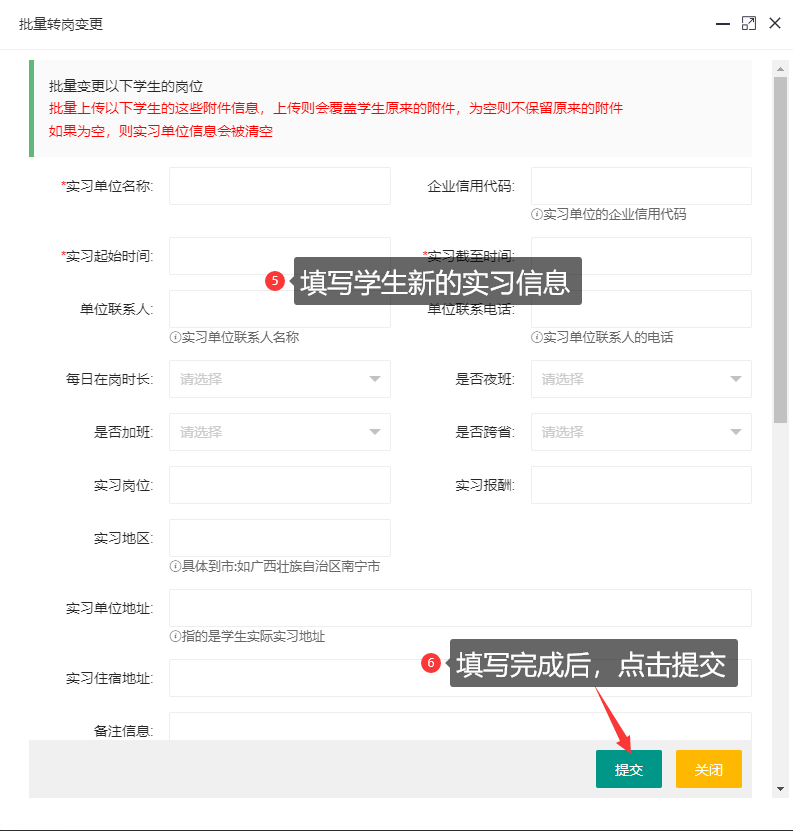 批量转岗变更
批量变更以下学生的岗位
批量上传以下学生的这些附件信息，上传则会覆盖学生原来的附件，为空则不保留原来的附件
如果为空，则实习单位信息会被清空
*实习单位名称: 企业信用代码:
实习单位的企业信用代码
*实习起始时间: *实习截至时间:
5 填写学生新的实习信息
单位联系人: 单位联系电话:
实习单位联系人名称 实习单位联系人的电话
每日在岗时长: 请选择 是否夜班: 请选择
是否加班: 请选择 是否跨省: 请选择
实习岗位: 实习报酬:
实习地区:
具体到市:如广西壮族自治区南宁市
实习单位地址:
指的是学生实际实习地址
6 填写完成后，点击提交
实习住宿地址:
备注信息:
提交 关闭